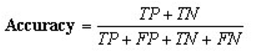 Accuracy = TP + TN / TP + FP + TN + FN